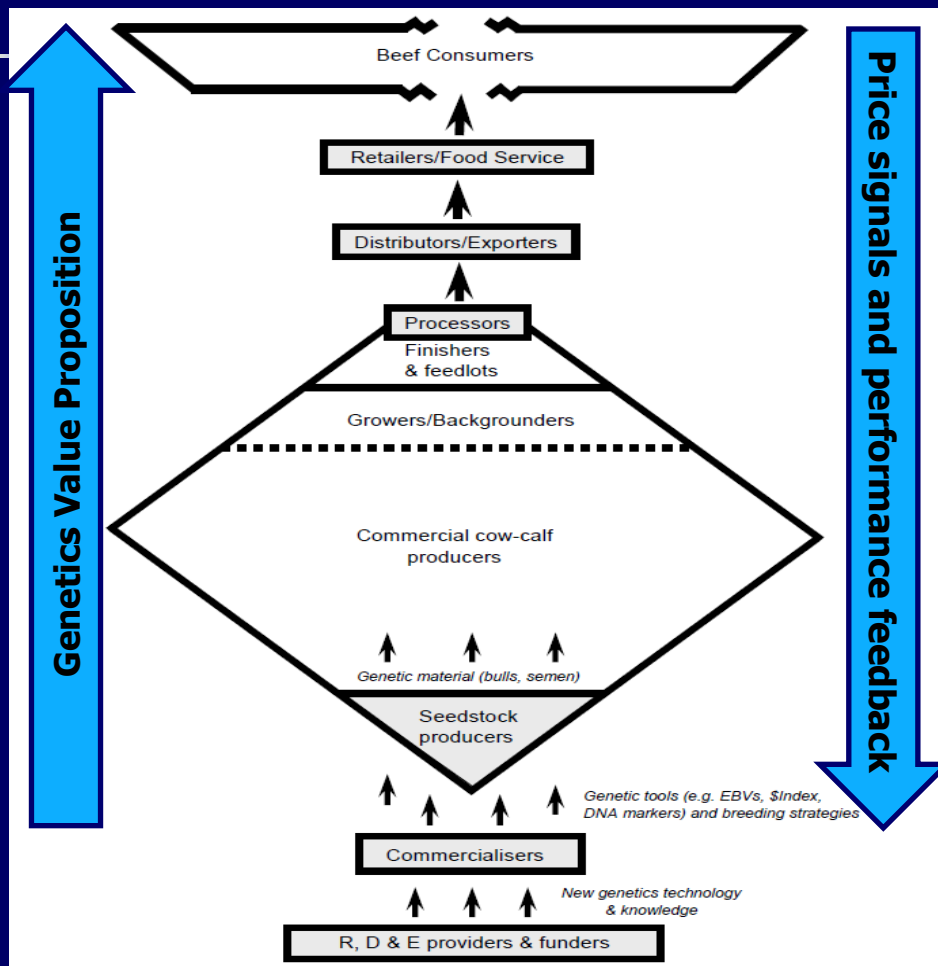 Beef Consumers
Retailers/Food Service
Distributors/Exporters
Processors
Finishers
& feedlots
Growers/Backgrounders
Commercial cow-calf
producers
Genetic material (bulls, semen)
Seedstock
producers
Genetic tools (e.g. EBVs, $Index,
DNA markers) and breeding strategies
Commercialisers
New genetics technology
& knowledge
R, D & E providers & funders
Genetics Value Proposition
Price signals and performance feedback